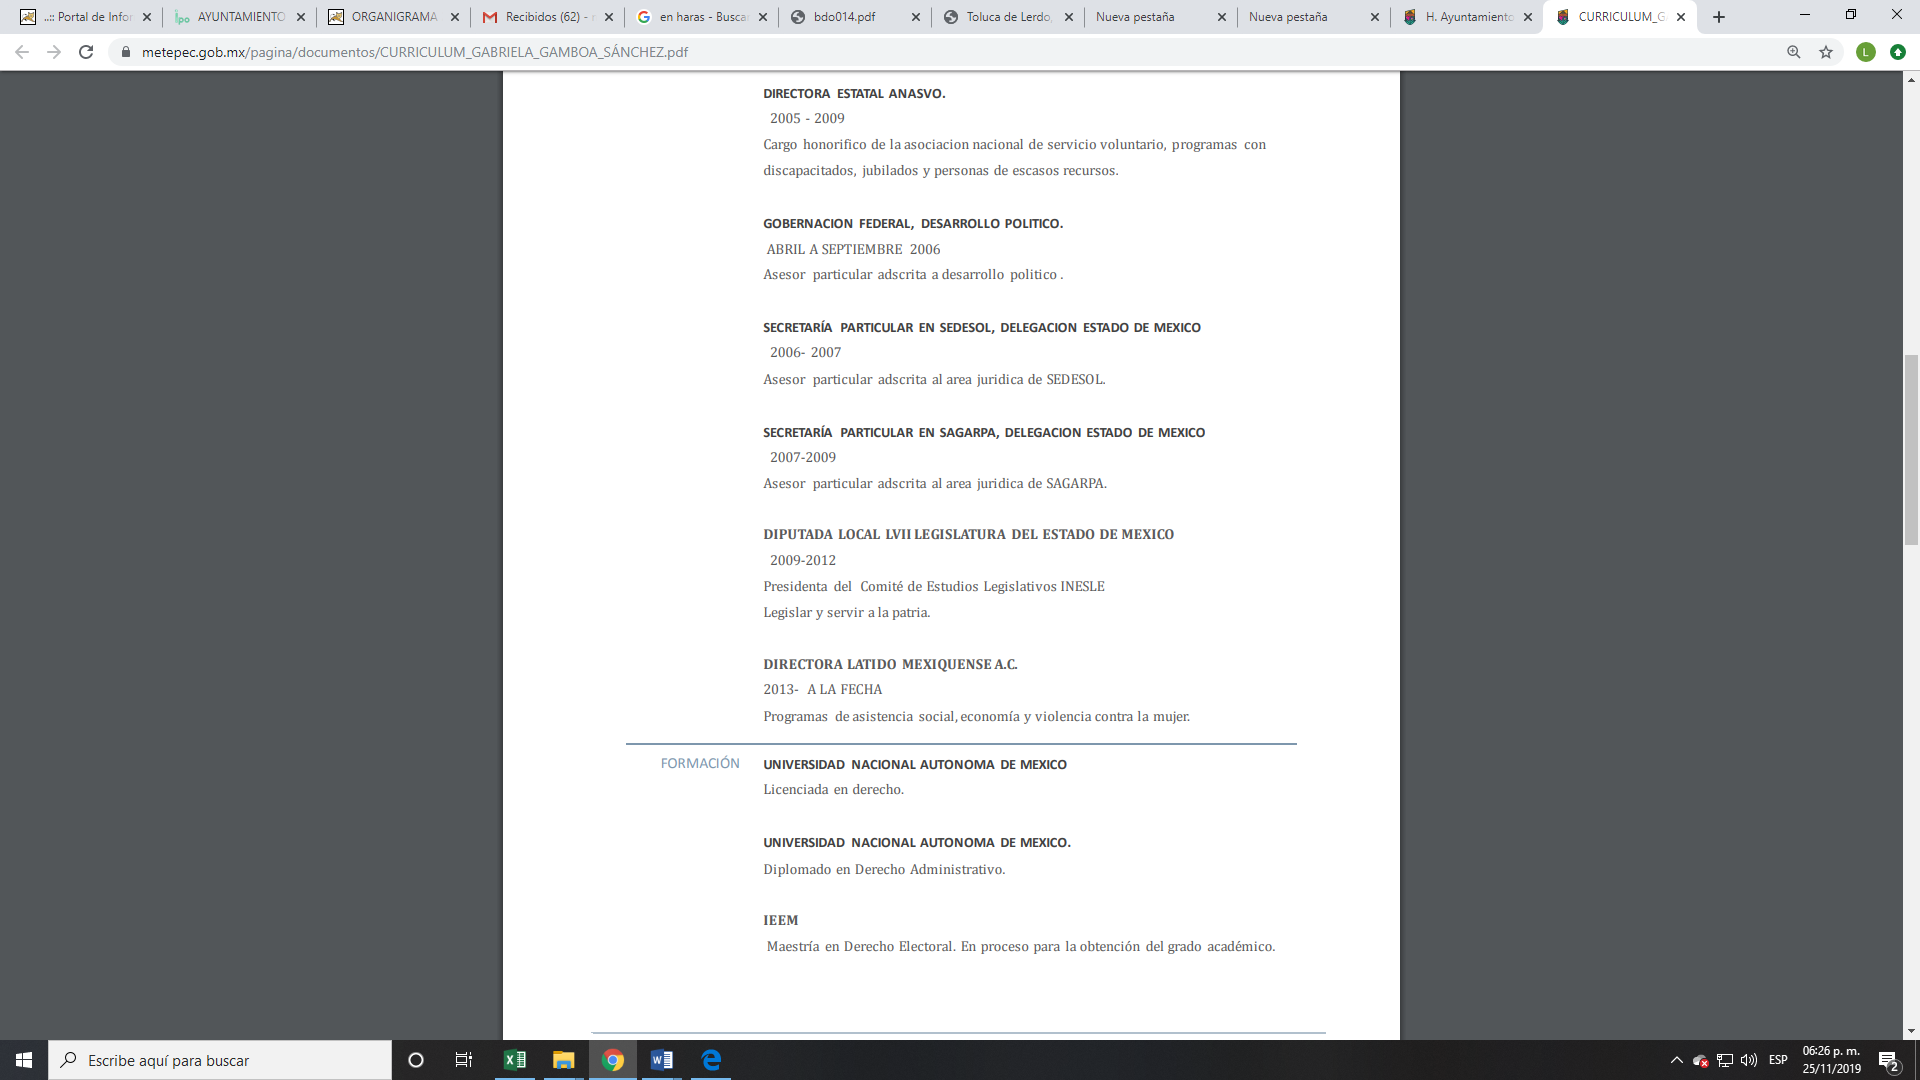 ..:: Portal de Infor
AYUNTAMIENTO
ORGANIGRAMA
Recibidos (62) -
en haras - Busca
bdo014.pdf
Toluca de Lerdo,
Nueva pestaña
Nueva pestaña
H. Ayuntamiento
CURRICULUM_G
metepec.gob.mx/pagina/documentos/CURRICULUM_GABRIELA_GAMBOA_SÁNCHEZ.pdf
L
DIRECTORA ESTATAL ANASVO.
2005 - 2009
Cargo honorifico de la asociacion nacional de servicio voluntario, programas con
discapacitados, jubilados y personas de escasos recursos.
GOBERNACION FEDERAL, DESARROLLO POLITICO.
ABRIL A SEPTIEMBRE 2006
Asesor particular adscrita a desarrollo politico .
SECRETARÍA PARTICULAR EN SEDESOL, DELEGACION ESTADO DE MEXICO
2006- 2007
Asesor particular adscrita al area juridica de SEDESOL.
SECRETARÍA PARTICULAR EN SAGARPA, DELEGACION ESTADO DE MEXICO
2007-2009
Asesor particular adscrita al area juridica de SAGARPA.
DIPUTADA LOCAL LVII LEGISLATURA DEL ESTADO DE MEXICO
2009-2012
Presidenta del Comité de Estudios Legislativos INESLE
Legislar y servir a la patria.
DIRECTORA LATIDO MEXIQUENSE A.C.
2013- A LA FECHA
Programas de asistencia social, economía y violencia contra la mujer.
FORMACIÓN UNIVERSIDAD NACIONAL AUTONOMA DE MEXICO
Licenciada en derecho.
UNIVERSIDAD NACIONAL AUTONOMA DE MEXICO.
Diplomado en Derecho Administrativo.
IEEM
Maestría en Derecho Electoral. En proceso para la obtención del grado académico.
Escribe aquí para buscar
ESP
06:26 p. m.
25/11/2019
2